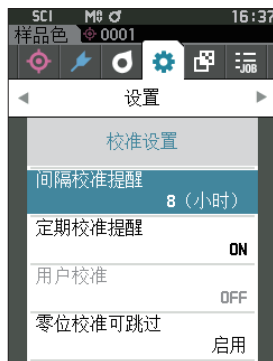 SCI M 16:37
样品色 0001
JOB
设置
校准设置
间隔校准提醒
8（小时）
定期校准提醒
ON
用户校准
OFF
零位校准可跳过
启用